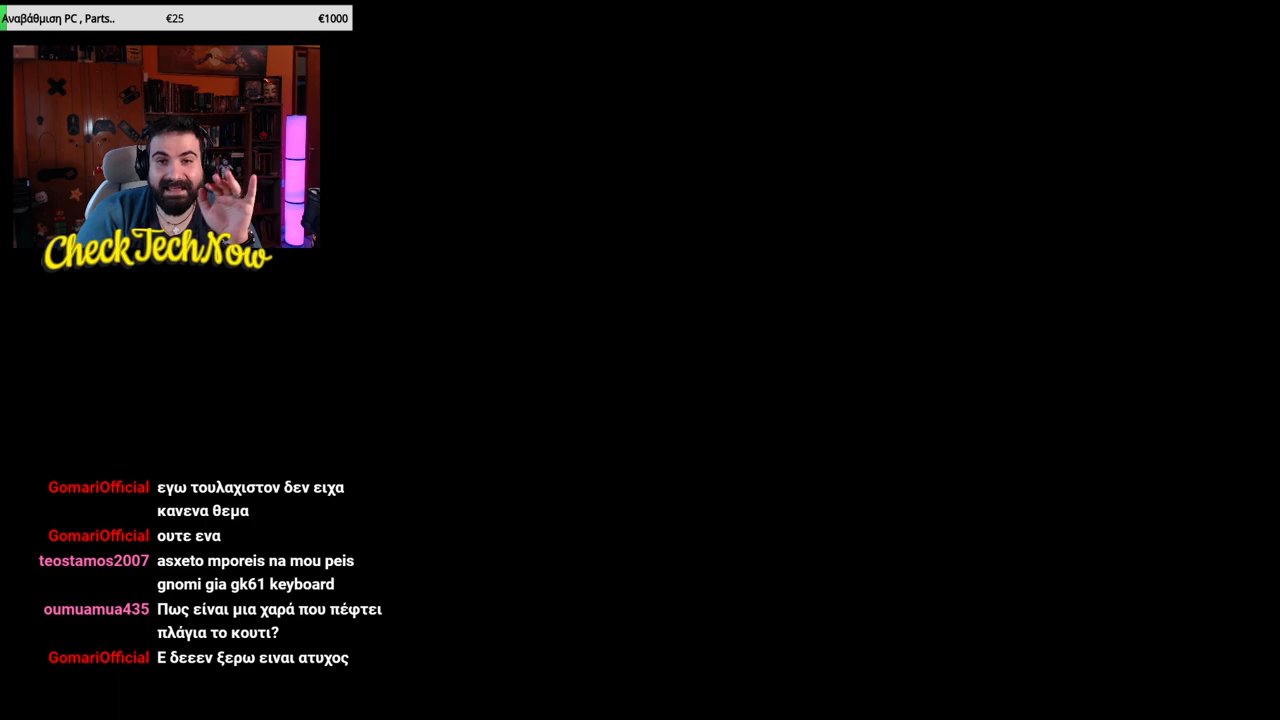 Αναβάθμιση PC , Parts.. €25 €1000
CheckTechNow
GomariOfficial εγω τουλαχιστον δεν ειχα
κανενα θεμα
GomariOfficial ουτε ενα
teostamos2007 asxeto mporeis na mou peis
gnomi gia gk61 keyboard
oumuamua435 Πως είναι μια χαρά που πέφτει
πλάγια το κουτι?
GomariOfficial Ε δεεεν ξερω ειναι ατυχος